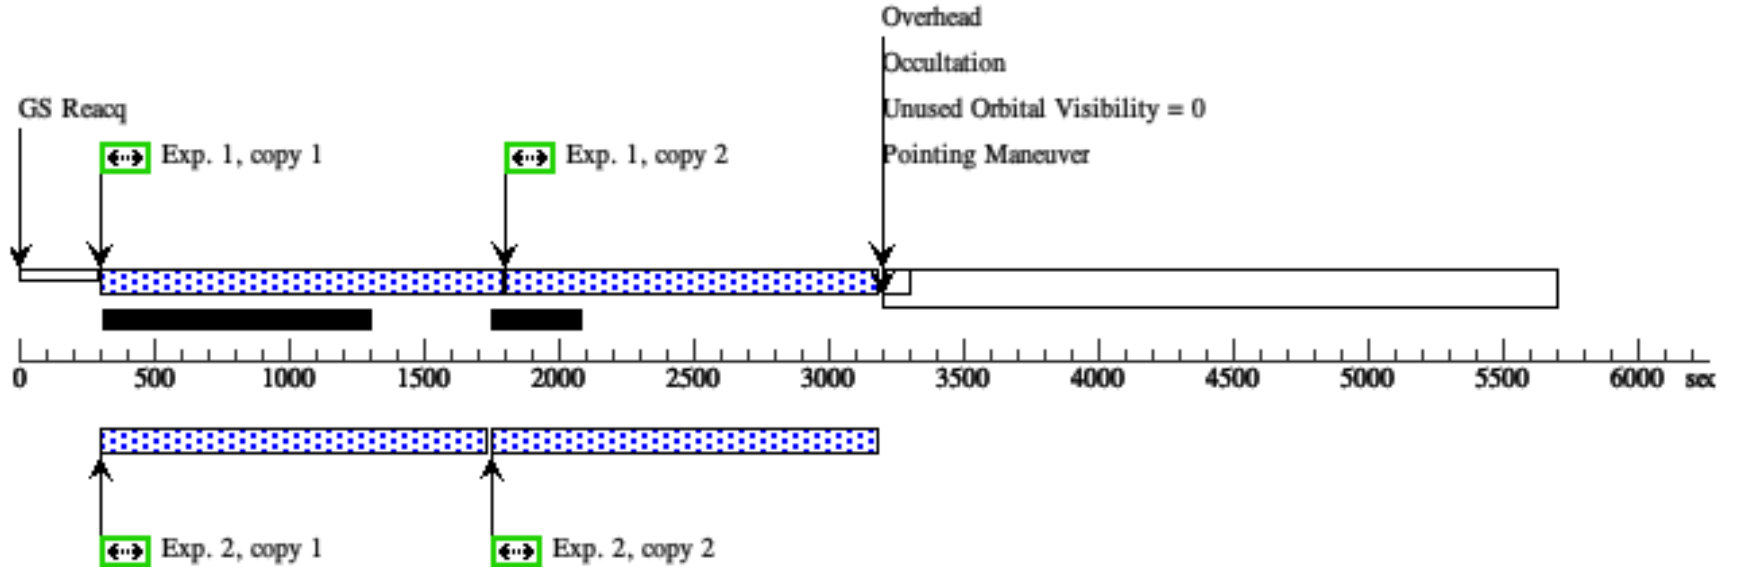 Overhead
Occultation
GS Reacq
Unused Orbital Visibility = 0
Exp. 1, copy 1
Exp. 1, copy 2
Pointing Maneuver
0 500 1000 1500 2000 2500 3000 3500 4000 4500 5000 5500 6000 sec
Exp. 2, copy 1
Exp. 2, copy 2